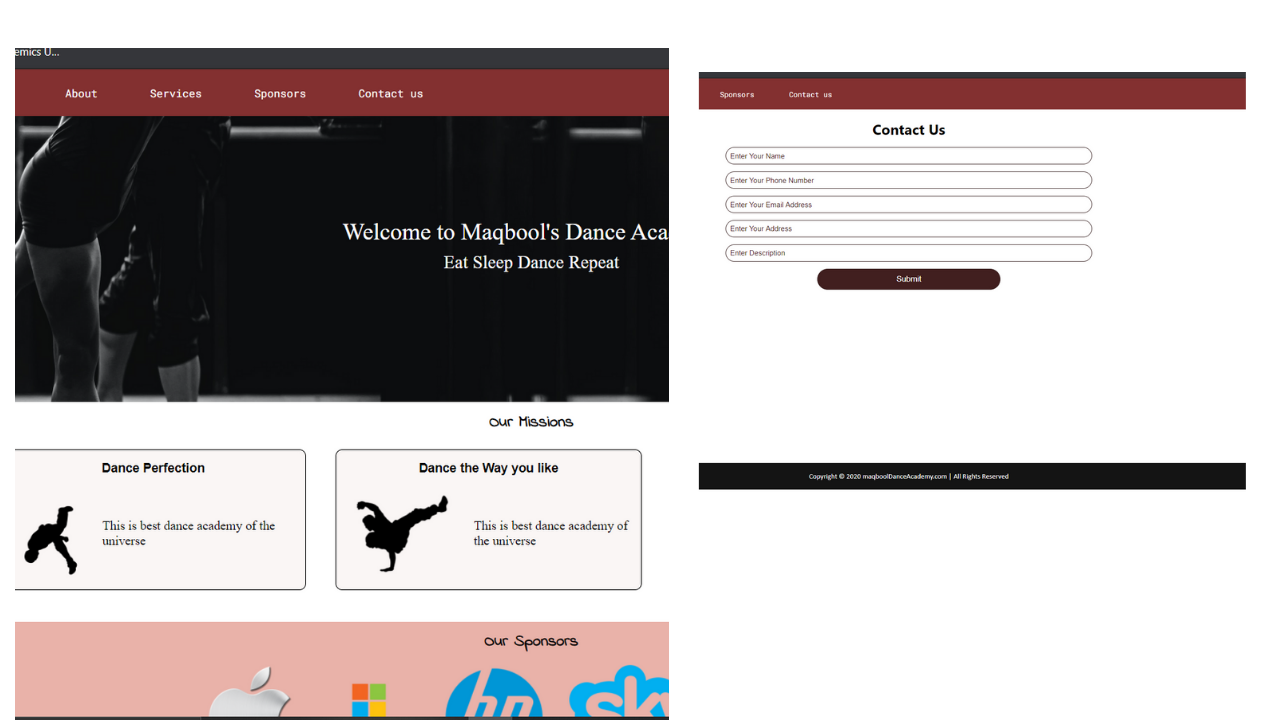 emics U...
About Services Sponsors Contact us
Welcome to Maqbool's Dance Aca
Eat Sleep Dance Repeat
Our Missions
Dance Perfection
This is best dance academy of the
universe
Dance the Way you like
This is best dance academy of
the universe
Our Sponsors
hp
sky
Sponsors Contact us
Contact Us
Enter Your Name
Enter Your Phone Number
Enter Your Email Address
Enter Your Address
Enter Description
Submit
Copyright © 2020 maqboolDanceAcademy.com | All Rights Reserved